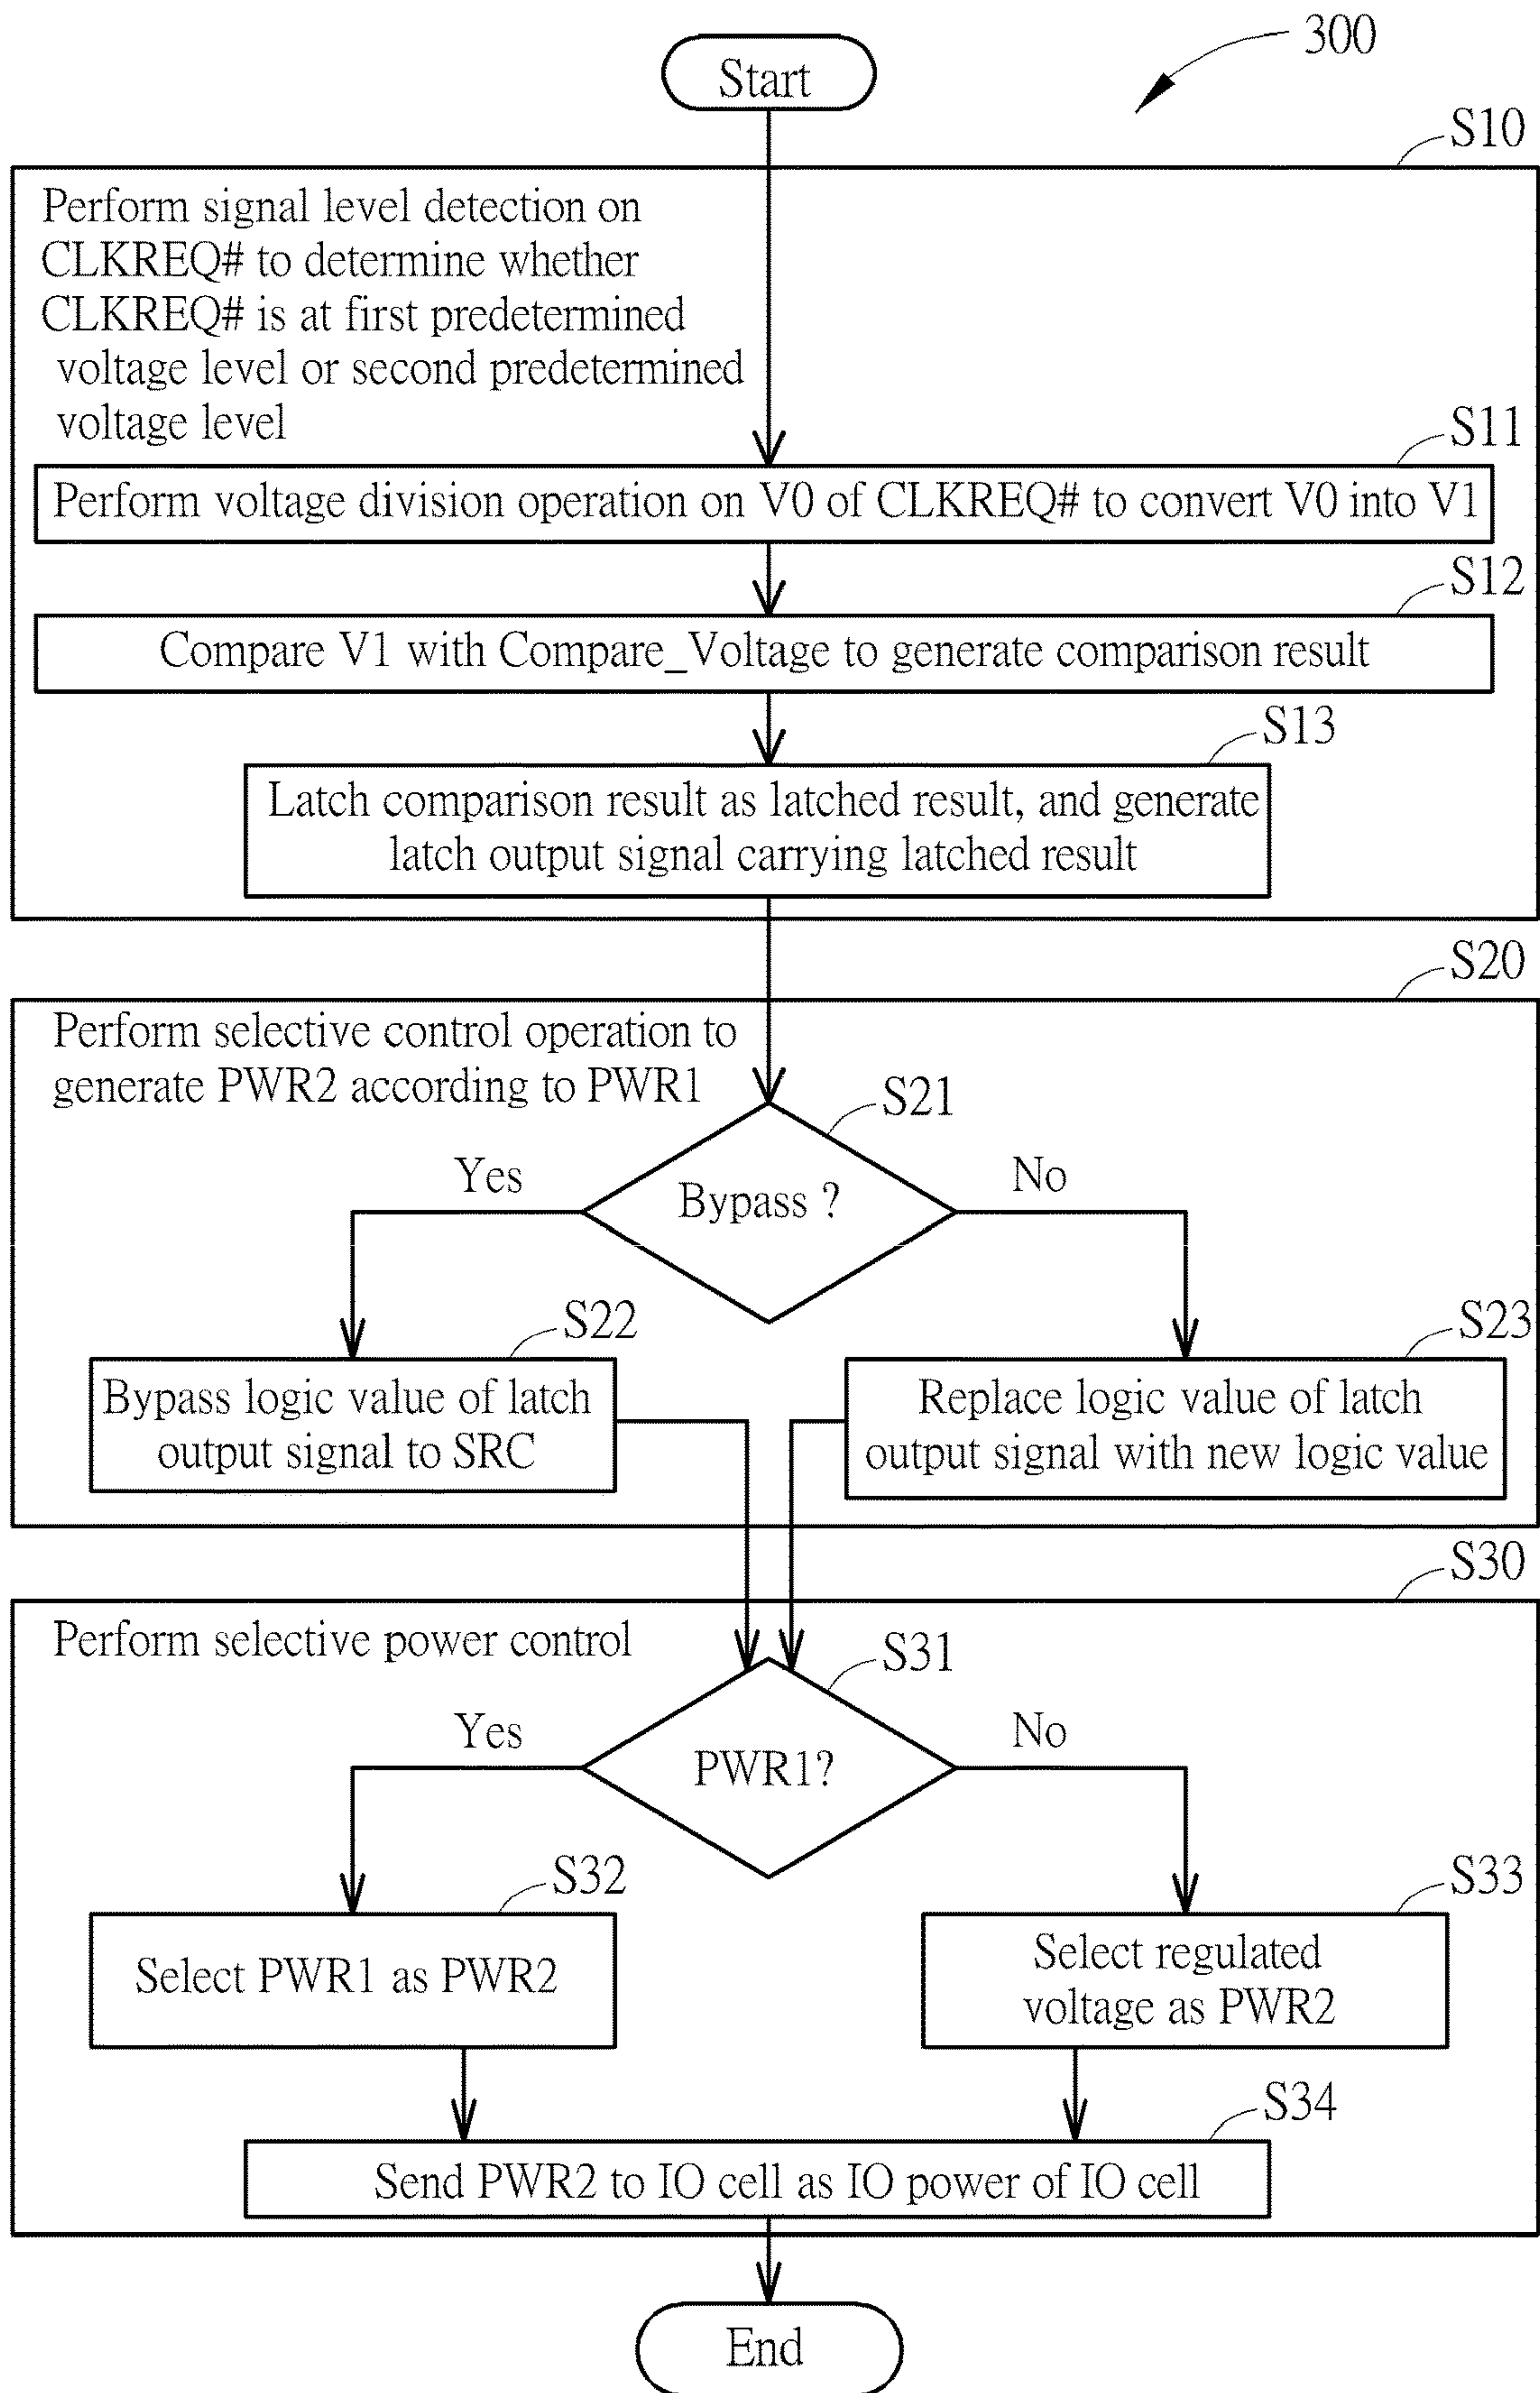 300
Start
S10
Perform signal level detection on
CLKREQ# to determine whether
CLKREQ# is at first predetermined
voltage level or second predetermined
voltage level
S11
Perform voltage division operation on V0 of CLKREQ# to convert V0 into V1
S12
Compare V1 with Compare_Voltage to generate comparison result
S13
Latch comparison result as latched result, and generate
latch output signal carrying latched result
S20
Perform selective control operation to
generate PWR2 according to PWR1
S21
Yes
Bypass ?
No
S22
Bypass logic value of latch
output signal to SRC
S23
Replace logic value of latch
output signal with new logic value
S30
Perform selective power control
S31
Yes
PWR1?
No
S32
Select PWR1 as PWR2
S33
Select regulated
voltage as PWR2
S34
Send PWR2 to IO cell as IO power of IO cell
End